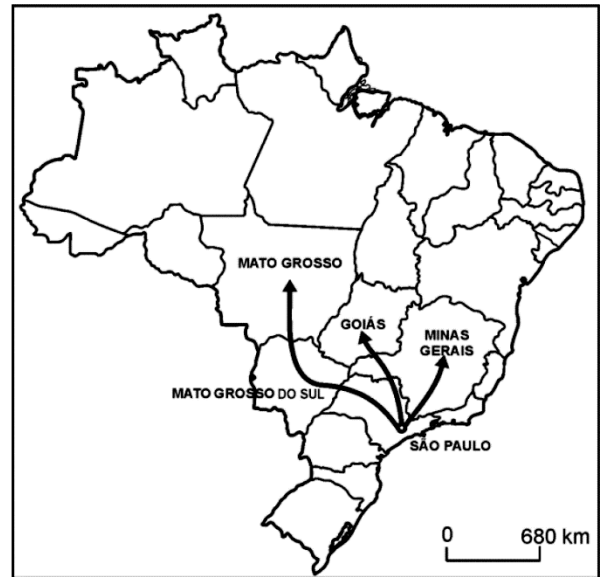 MATO GROSSO
GOIÁS
MINAS
GERAIS
MATO GROSSO DO SUL
SÃO PAULO
0 680 km